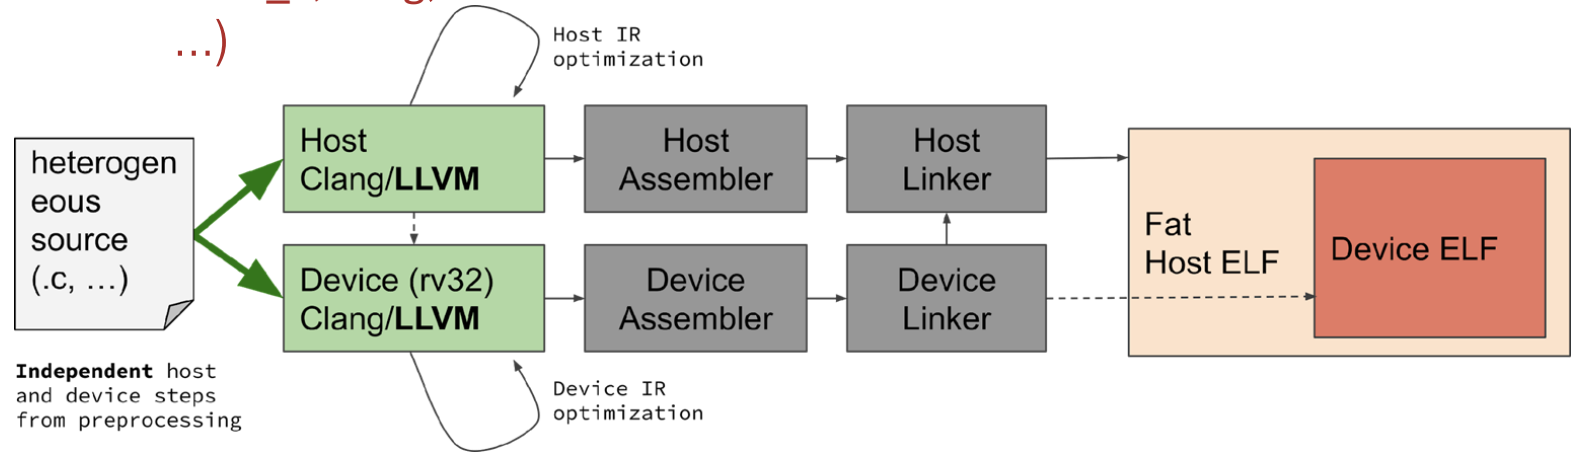 …)
Host IR
optimization
Host
Clang/LLVM
Host
Assembler
Host
Linker
heterogen
eous
source
(.c, …)
Fat
Host ELF
Device ELF
Device (rv32)
Clang/LLVM
Device
Assembler
Device
Linker
Independent host
and device steps
from preprocessing
Device IR
optimization